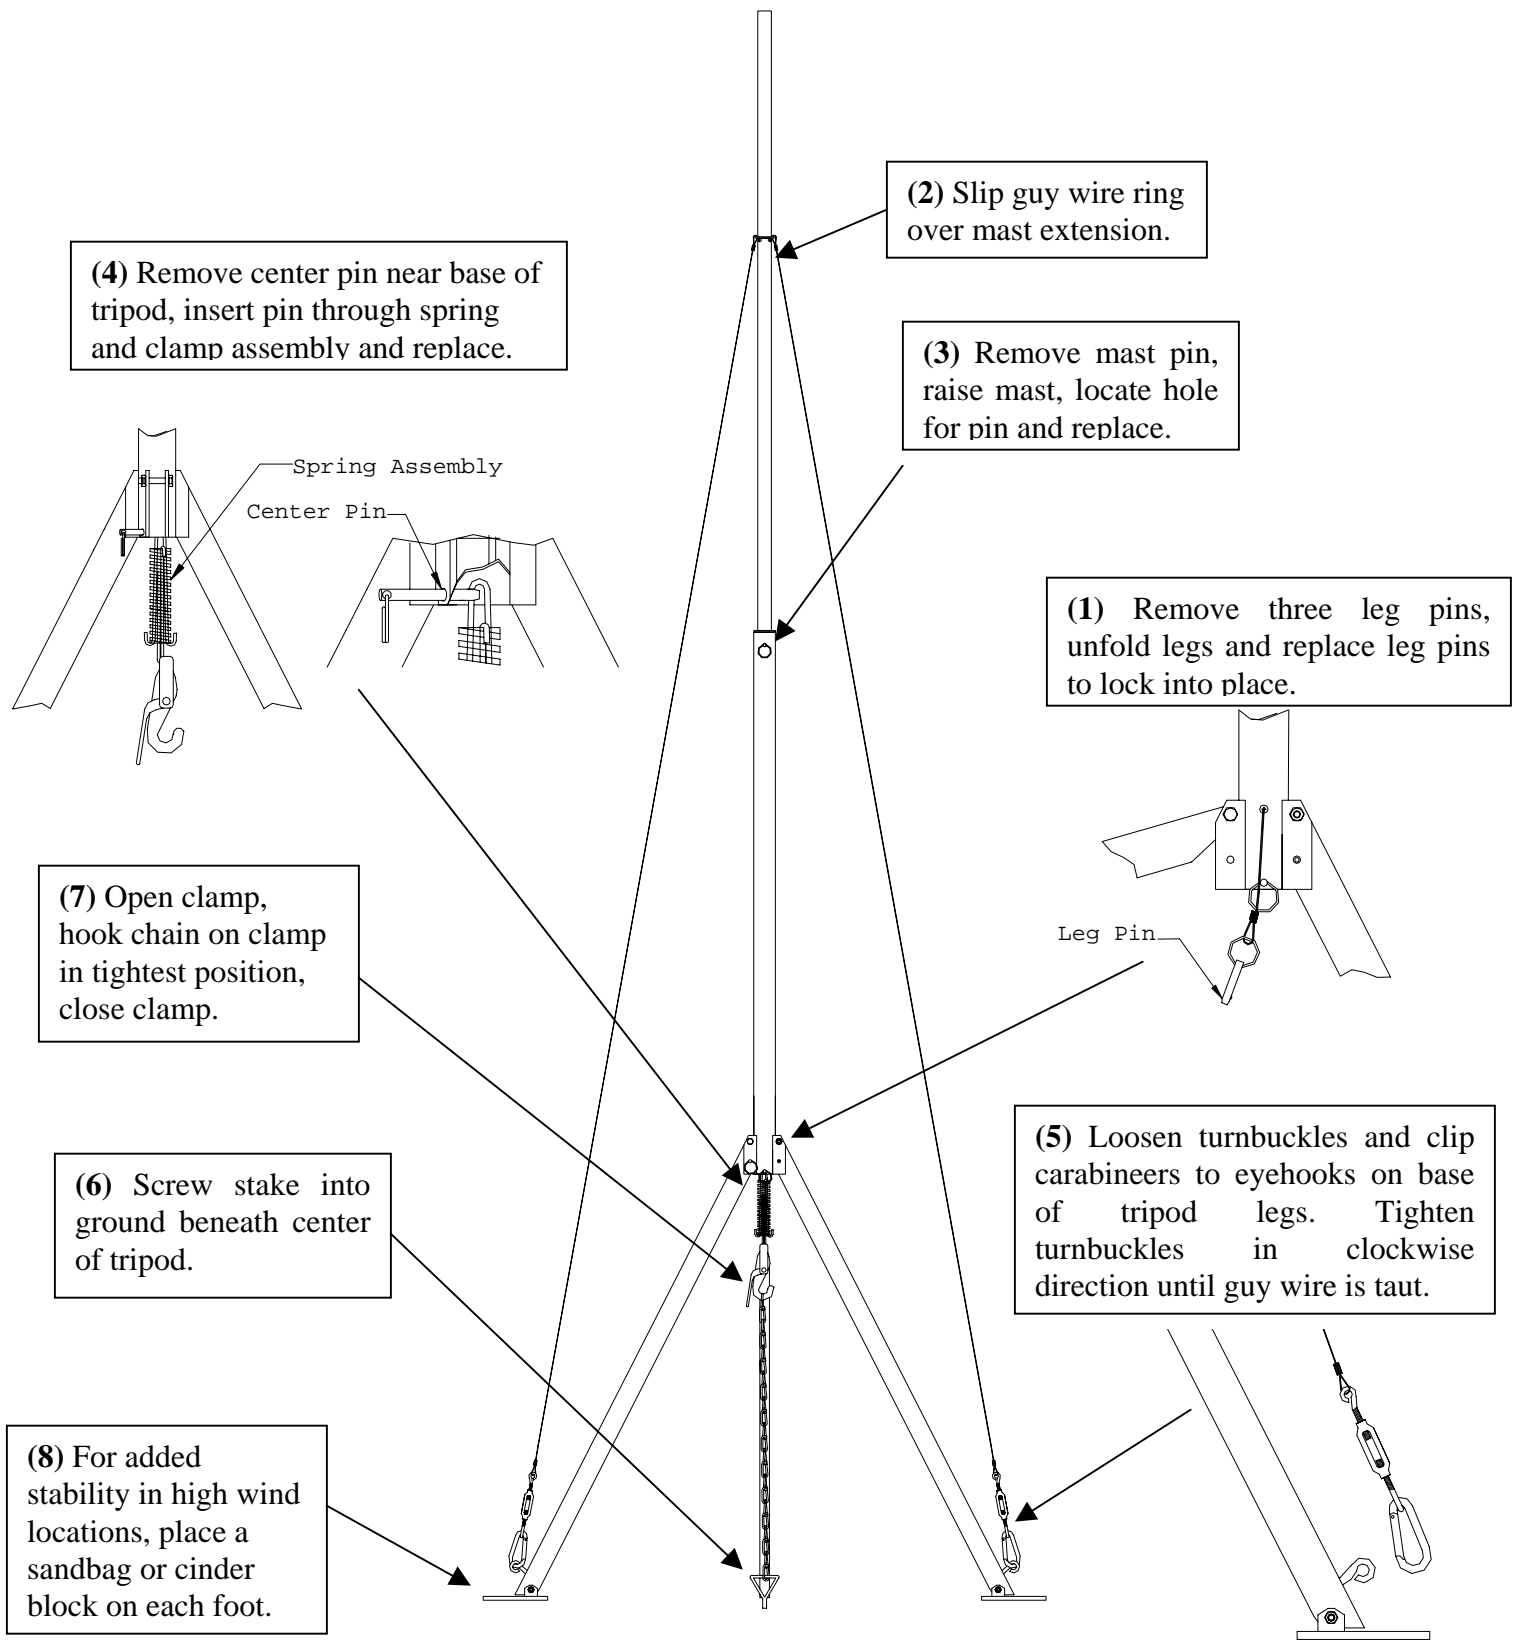 (1) Remove three leg pins,
unfold legs and replace leg pins
to lock into place.
Leg Pin
(2) Slip guy wire ring
over mast extension.
(3) Remove mast pin,
raise mast, locate hole
for pin and replace.
(4) Remove center pin near base of
tripod, insert pin through spring
and clamp assembly and replace.
Spring Assembly
Center Pin
(5) Loosen turnbuckles and clip
carabineers to eyehooks on base
of tripod legs. Tighten
turnbuckles in clockwise
direction until guy wire is taut.
(6) Screw stake into
ground beneath center
of tripod.
(7) Open clamp,
hook chain on clamp
in tightest position,
close clamp.
(8) For added
stability in high wind
locations, place a
sandbag or cinder
block on each foot.